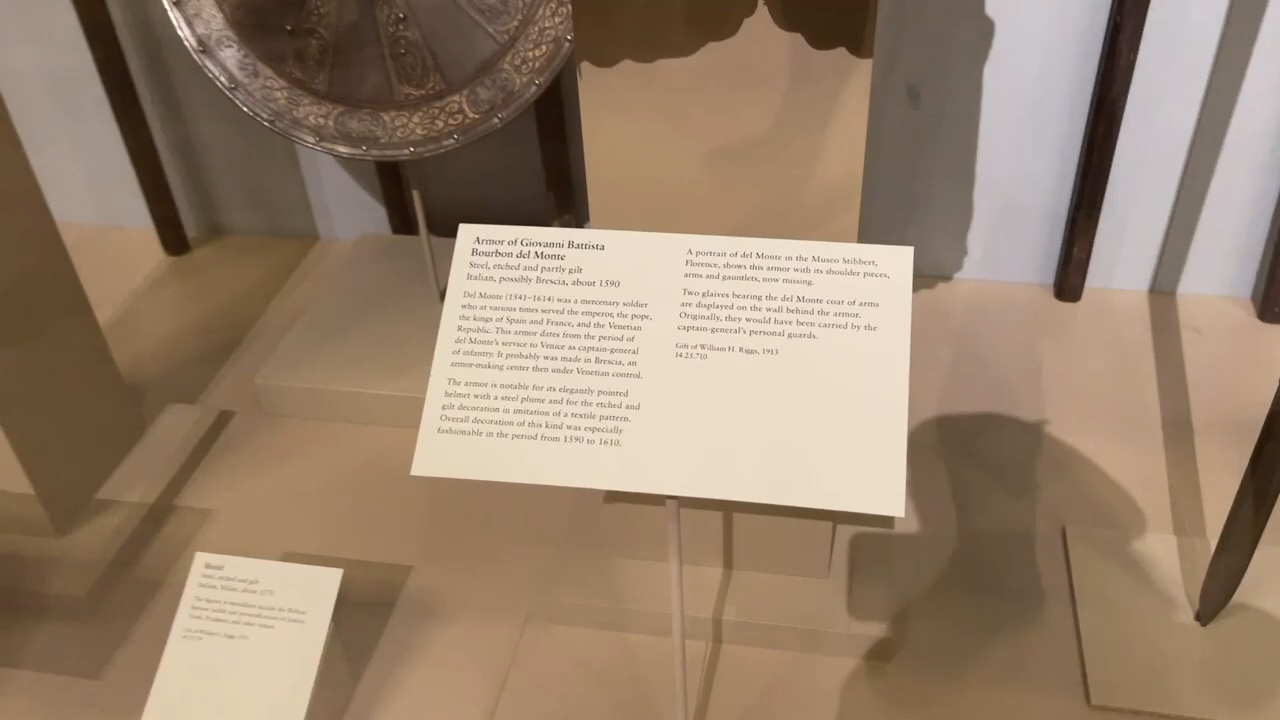 Armor of Giovanni Battista
Bourbon del Monte
Steel, etched and partly gilt
Italian, possibly Brescia, about 1590
Del Monte (1541–1614) was a mercenary soldier
who at various times served the emperor, the pope,
the kings of Spain and France, and the Venetian
Republic. This armor dates from the period of
del Monte's service to Venice as captain-general
of infantry. It probably was made in Brescia, an
armor-making center then under Venetian control.
The armor is notable for its elegantly pointed
helmet with a steel plume and for the etched and
gilt decoration in imitation of a textile pattern.
Overall decoration of this kind was especially
fashionable in the period from 1590 to 1610.
A portrait of del Monte in the Museo Stibbert,
Florence, shows this armor with its shoulder pieces,
arms and gauntlets, now missing.
Two glaives bearing the del Monte coat of arms
are displayed on the wall behind the armor.
Originally, they would have been carried by the
captain-general's personal guards.
Gift of William H. Riggs, 1913
14.25.710
Shield
Steel, etched and gilt
Italian, Milan, about 1570
Gift of William H. Riggs, 1913